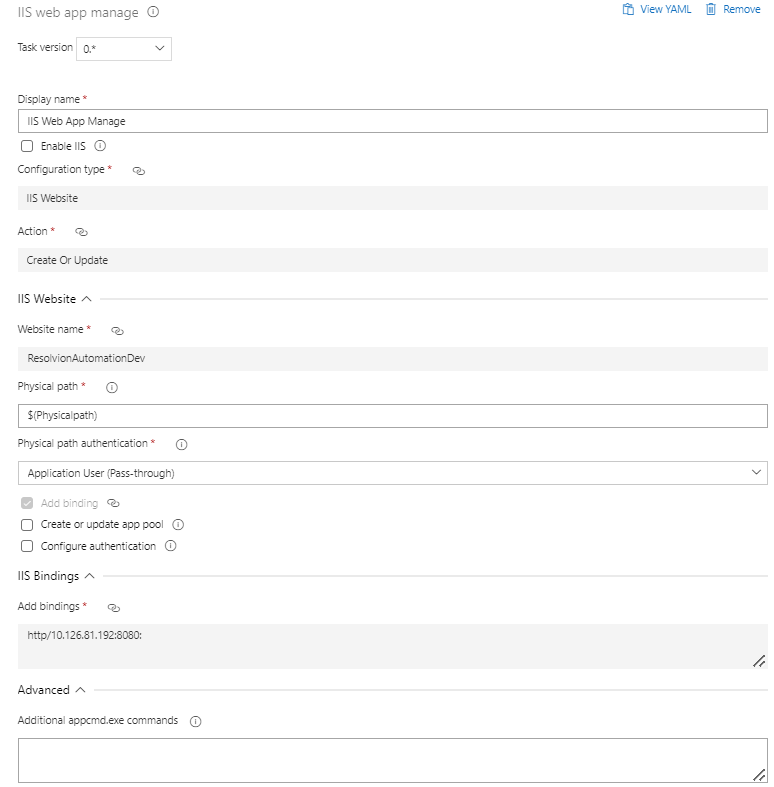 IIS web app manage
View YAML
Remove
Task version
0.*
Display name *
IIS Web App Manage
Enable IIS
Configuration type *
IIS Website
Action *
Create Or Update
IIS Website
Website name *
ResolvionAutomationDev
Physical path *
$(Physicalpath)
Physical path authentication *
Application User (Pass-through)
Add binding
Create or update app pool
Configure authentication
IIS Bindings
Add bindings *
http/10.126.81.192:8080:
Advanced
Additional appcmd.exe commands